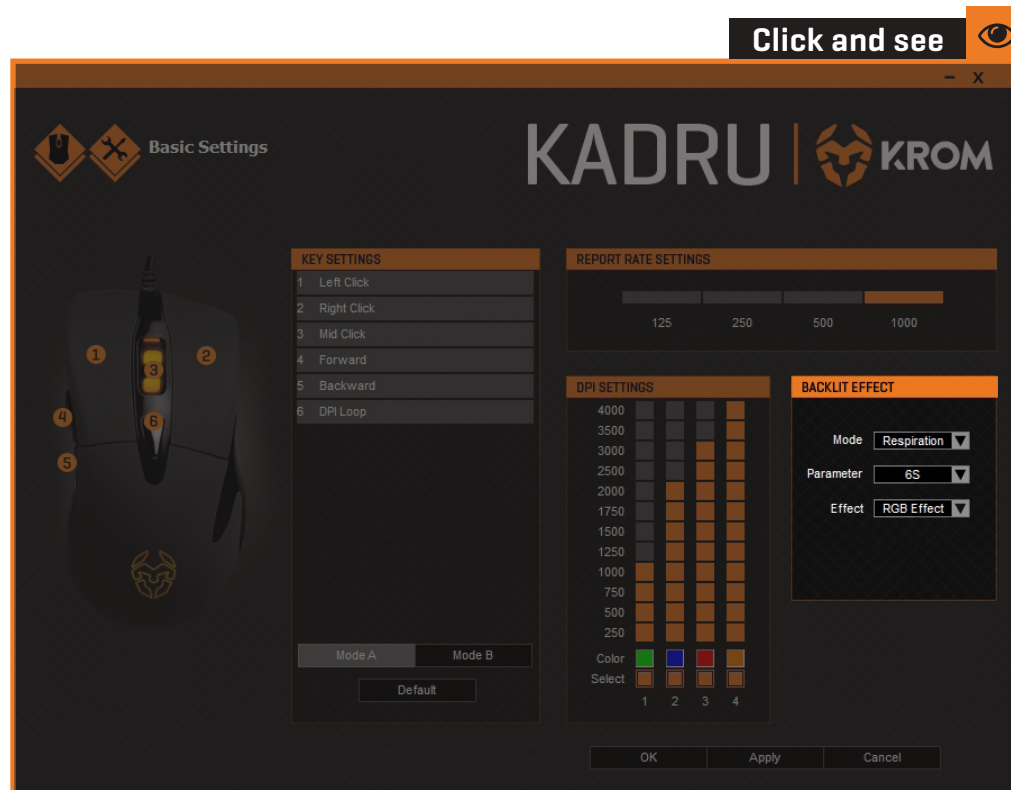 Click and see
– X
Basic Settings
KADRU KROM
KEY SETTINGS
1 Left Click
2 Right Click
3 Mid Click
4 Forward
5 Backward
6 DPI Loop
Mode A Mode B
Default
1
2
3
4
5
6
REPORT RATE SETTINGS
125 250 500 1000
DPI SETTINGS
4000
3500
3000
2500
2000
1750
1500
1250
1000
750
500
250
Color
Select
1 2 3 4
BACKLIT EFFECT
Mode Respiration
Parameter 6S
Effect RGB Effect
OK Apply Cancel